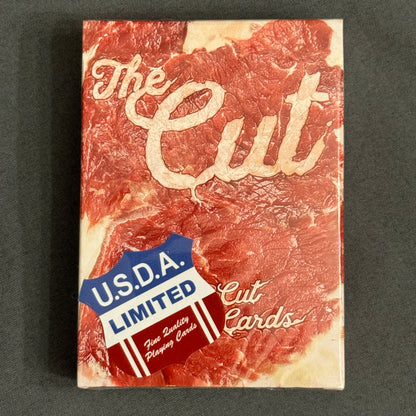 The
Cut
U.S.D.A.
LIMITED
Fine Quality
Playing Cards
Cut
Cards